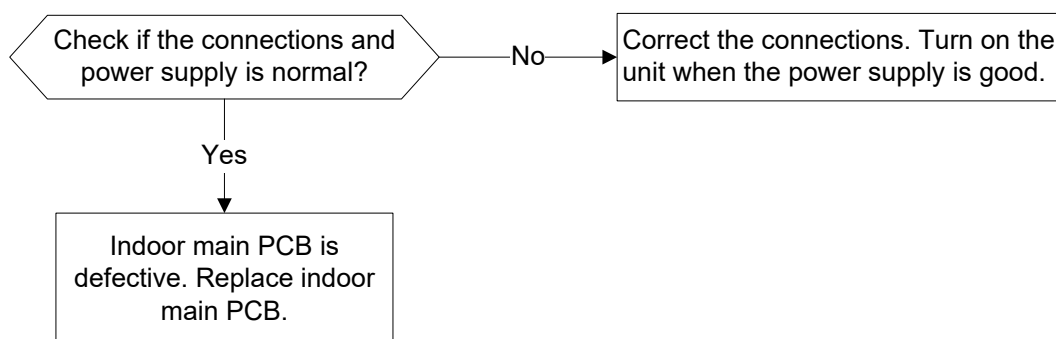 Check if the connections and
power supply is normal?
No
Correct the connections. Turn on the
unit when the power supply is good.
Yes
Indoor main PCB is
defective. Replace indoor
main PCB.